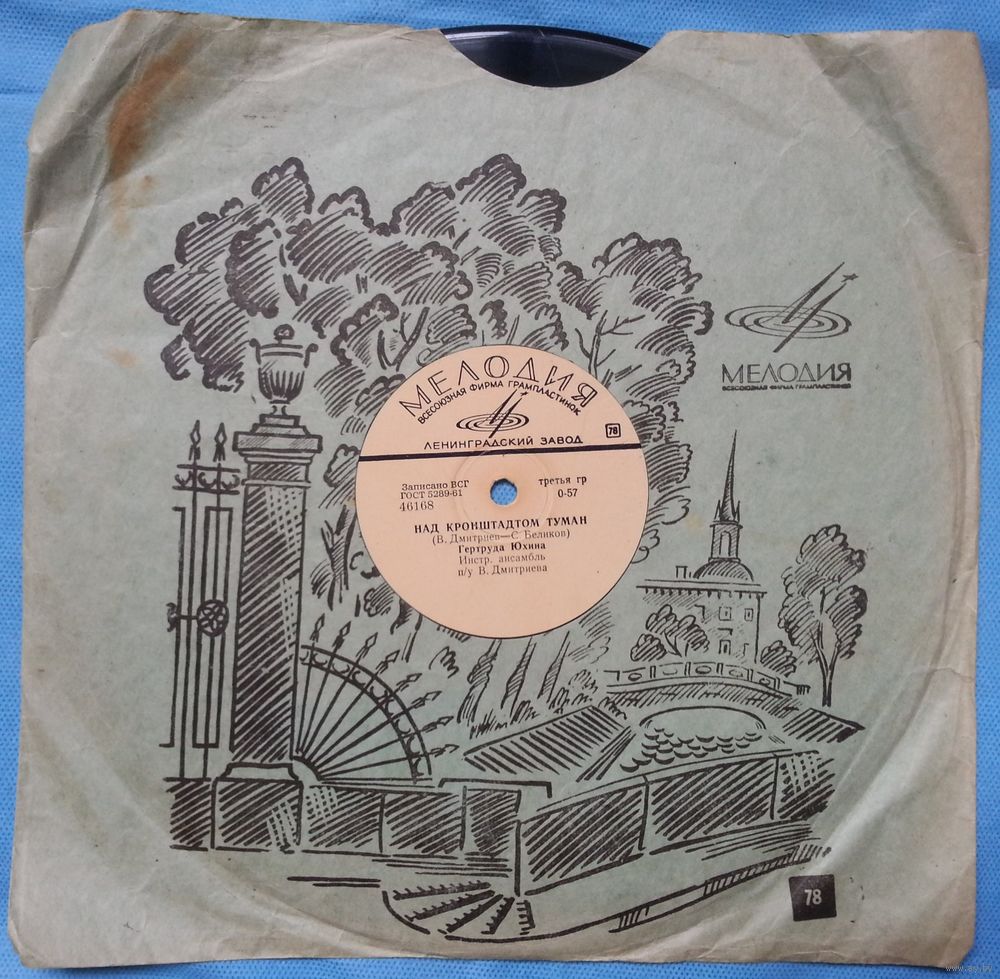 МЕЛОДИЯ
ВСЕСОЮЗНАЯ ФИРМА ГРАМПЛАСТИНОК
МЕЛОДИЯ
ВСЕСОЮЗНАЯ ФИРМА ГРАМПЛАСТИНОК
ЛЕНИНГРАДСКИЙ ЗАВОД 78
Записано ВСГ третья гр
ГОСТ 5289-61 0-57
46168
НАД КРОНШТАДТОМ ТУМАН
(В. Дмитриев—С. Беликов)
Гертруда Юхина
Инстр. ансамбль
п/у В. Дмитриева
78